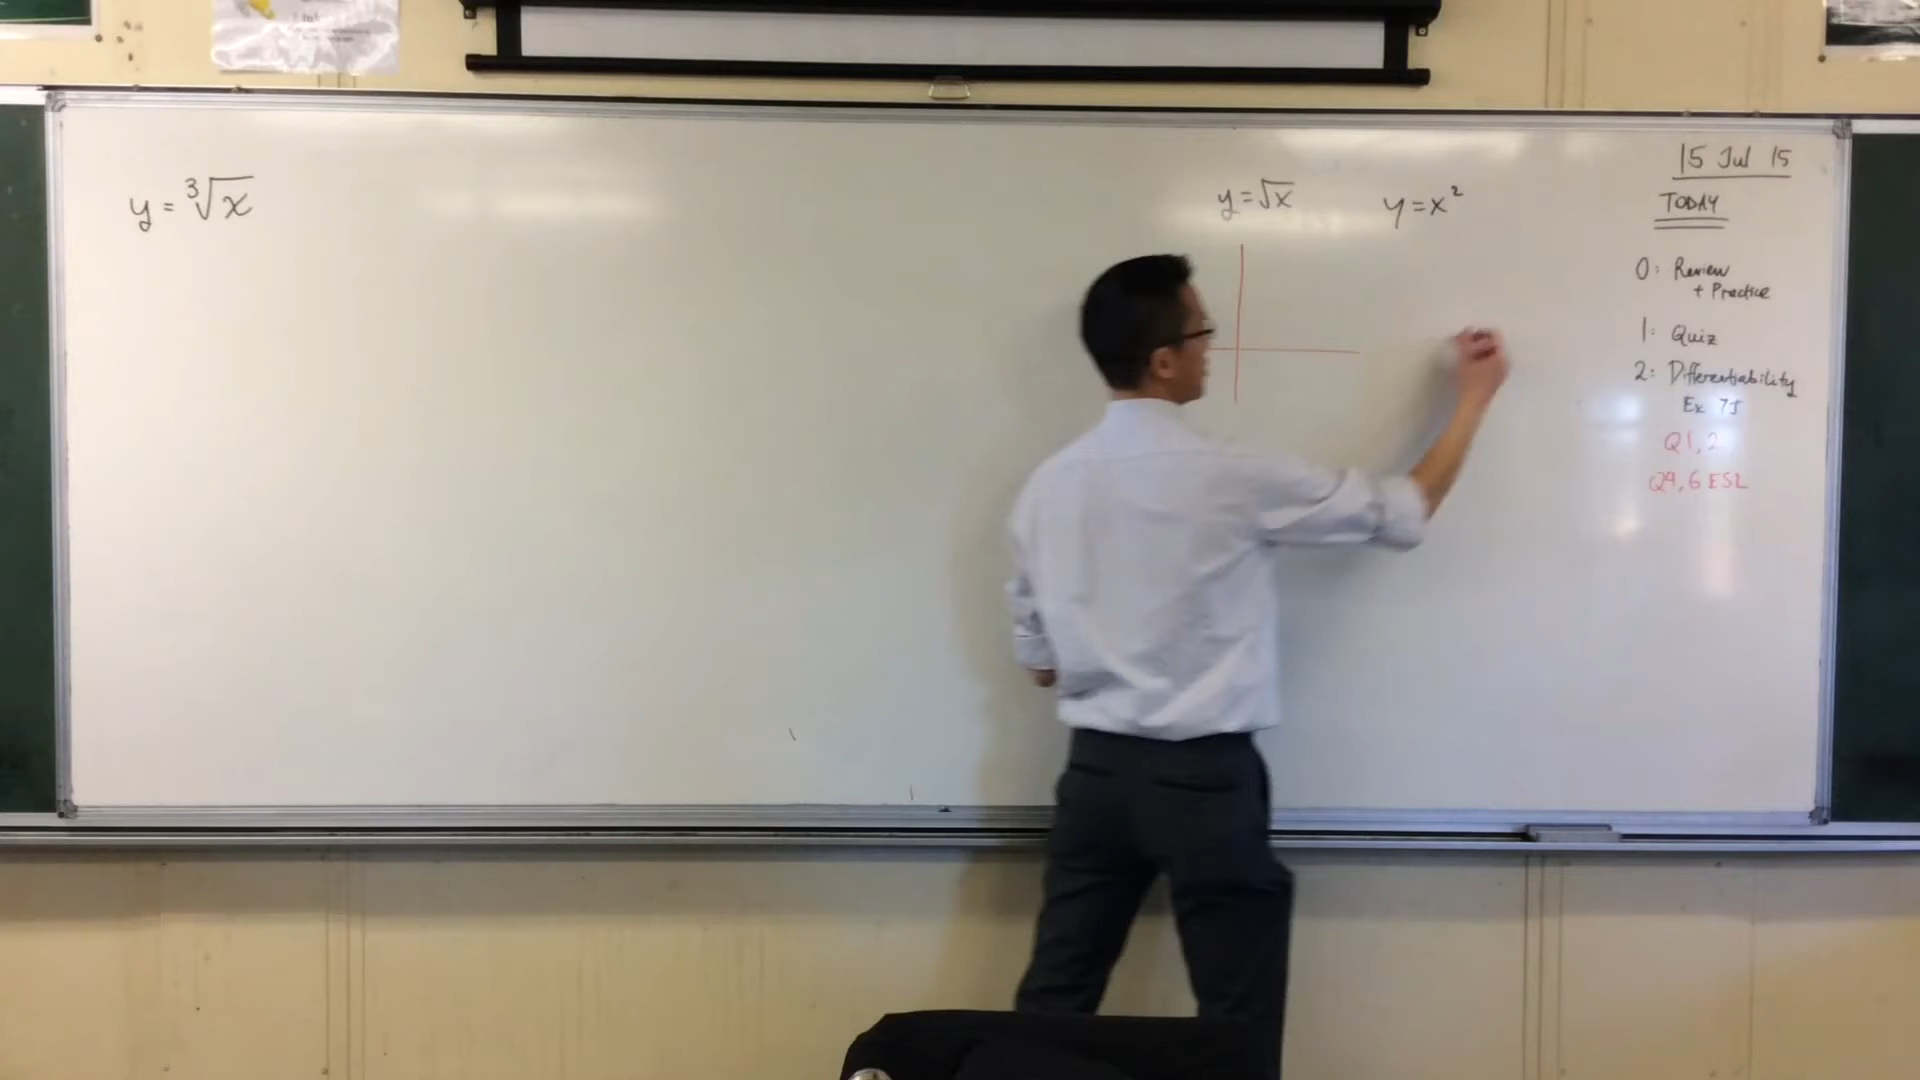 y = ∛x
y = √x
y = x²
15 Jul 15
TODAY
0: Review
+ Practice
1: Quiz
2: Differentiability
Ex 7J
Q1, 2
Q4, 6 ESL